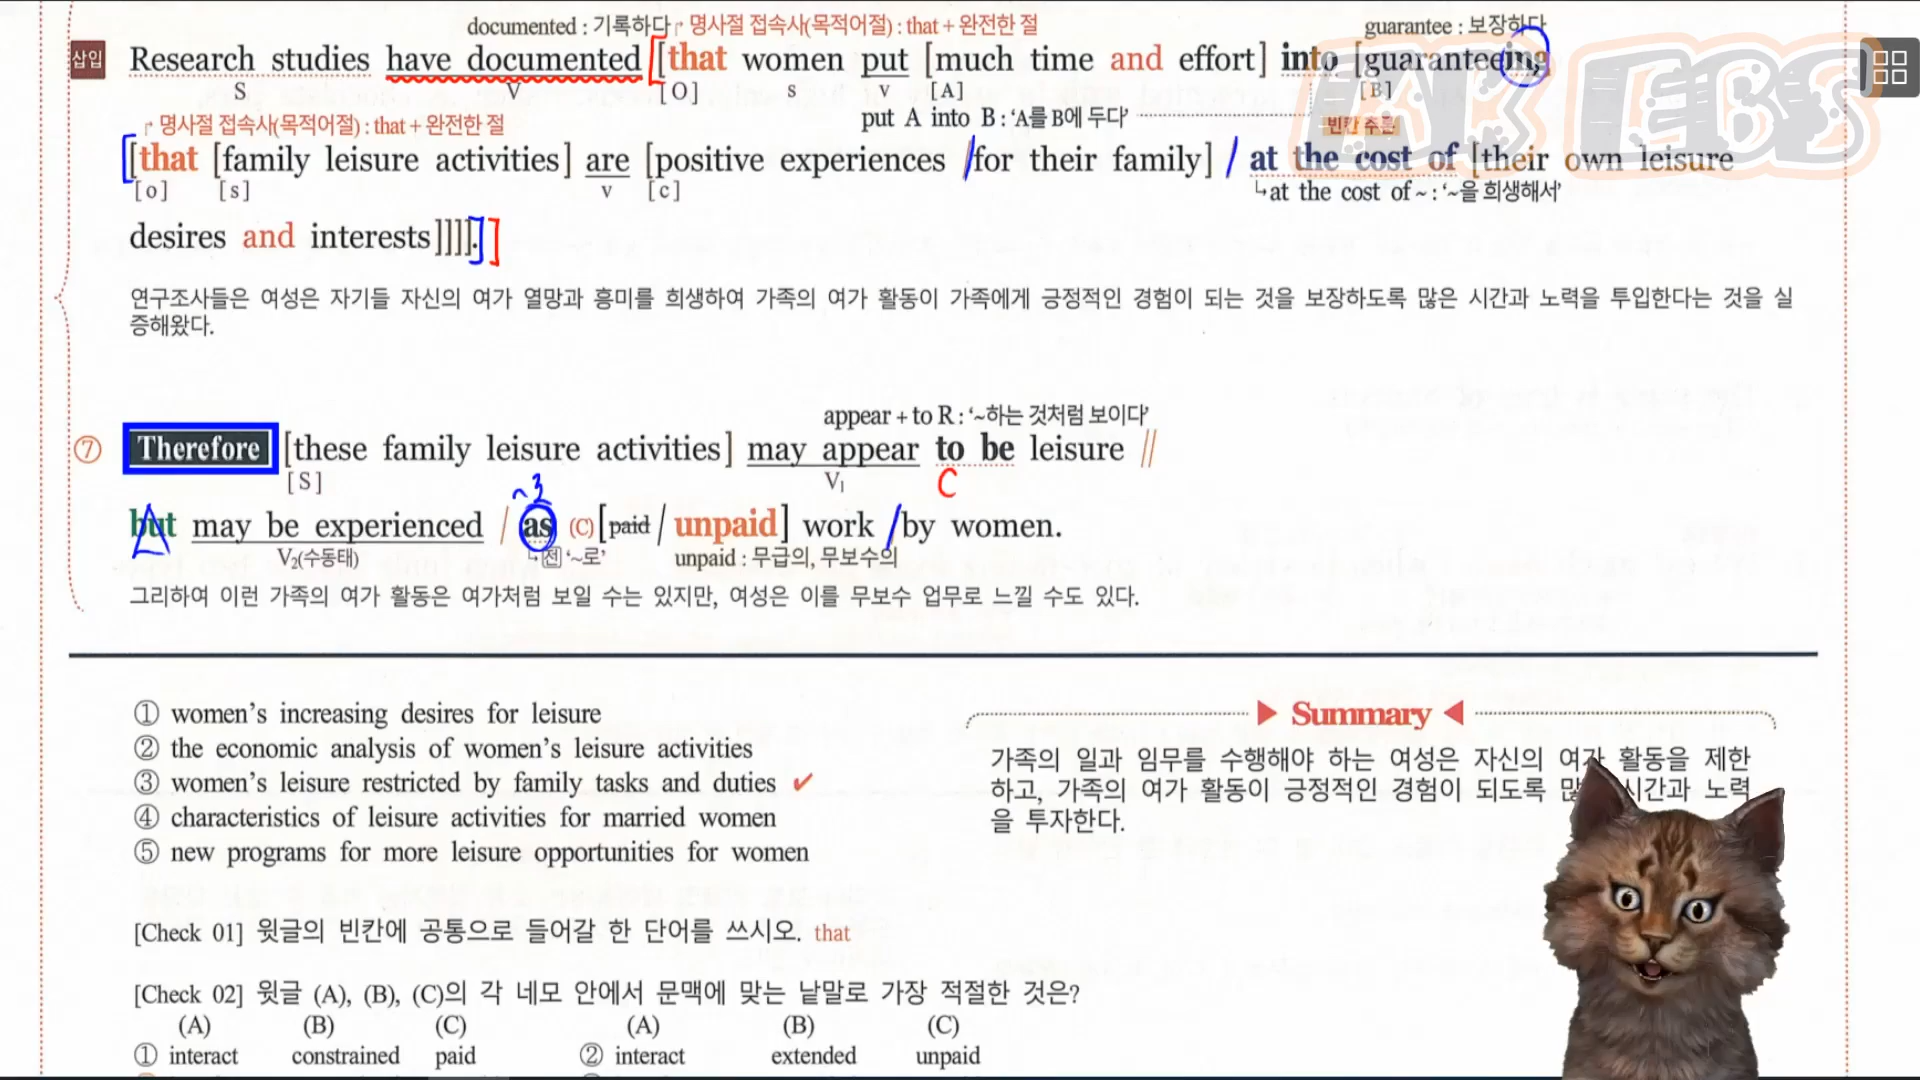 documented : 기록하다 ↱ 명사절 접속사(목적어절) : that + 완전한 절 guarantee : 보장하다
삽입 Research studies have documented [that women put [much time and effort] into [guaranteeing
S V [O] s v [A] [B]
↱ 명사절 접속사(목적어절) : that + 완전한 절 put A into B : 'A를 B에 두다' 빈칸 추론
[that [family leisure activities] are [positive experiences /for their family] / at the cost of [their own leisure
[o] [s] v [c] ↳at the cost of ~ : '~을 희생해서'
desires and interests]]]].]]
연구조사들은 여성은 자기들 자신의 여가 열망과 흥미를 희생하여 가족의 여가 활동이 가족에게 긍정적인 경험이 되는 것을 보장하도록 많은 시간과 노력을 투입한다는 것을 실
증해왔다.
appear + to R : '~하는 것처럼 보이다'
⑦ Therefore [these family leisure activities] may appear to be leisure //
[S] V₁ C
~로
but may be experienced / as (C) [paid / unpaid] work /by women.
V₂(수동태) ↳전 '~로' unpaid : 무급의, 무보수의
그리하여 이런 가족의 여가 활동은 여가처럼 보일 수는 있지만, 여성은 이를 무보수 업무로 느낄 수도 있다.
① women's increasing desires for leisure
② the economic analysis of women's leisure activities
③ women's leisure restricted by family tasks and duties ✔
④ characteristics of leisure activities for married women
⑤ new programs for more leisure opportunities for women
▶ Summary ◀
가족의 일과 임무를 수행해야 하는 여성은 자신의 여가 활동을 제한
하고, 가족의 여가 활동이 긍정적인 경험이 되도록 시간과 노력
을 투자한다.
[Check 01] 윗글의 빈칸에 공통으로 들어갈 한 단어를 쓰시오. that
[Check 02] 윗글 (A), (B), (C)의 각 네모 안에서 문맥에 맞는 낱말로 가장 적절한 것은?
(A) (B) (C) (A) (B) (C)
① interact constrained paid ② interact extended unpaid